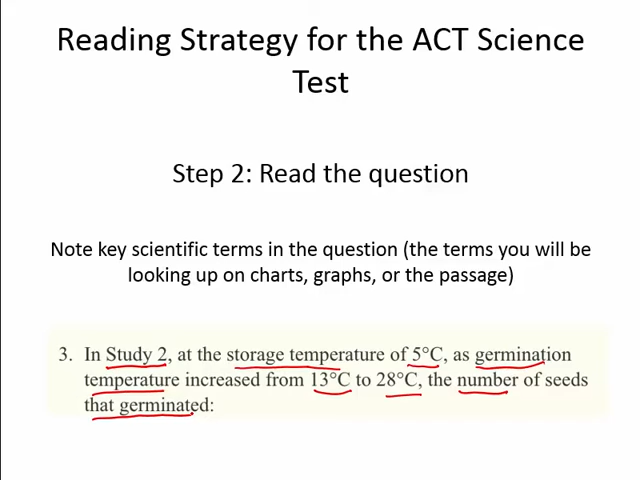 Reading Strategy for the ACT Science
Test
Step 2: Read the question
Note key scientific terms in the question (the terms you will be
looking up on charts, graphs, or the passage)
3. In Study 2, at the storage temperature of 5°C, as germination
temperature increased from 13°C to 28°C, the number of seeds
that germinated: